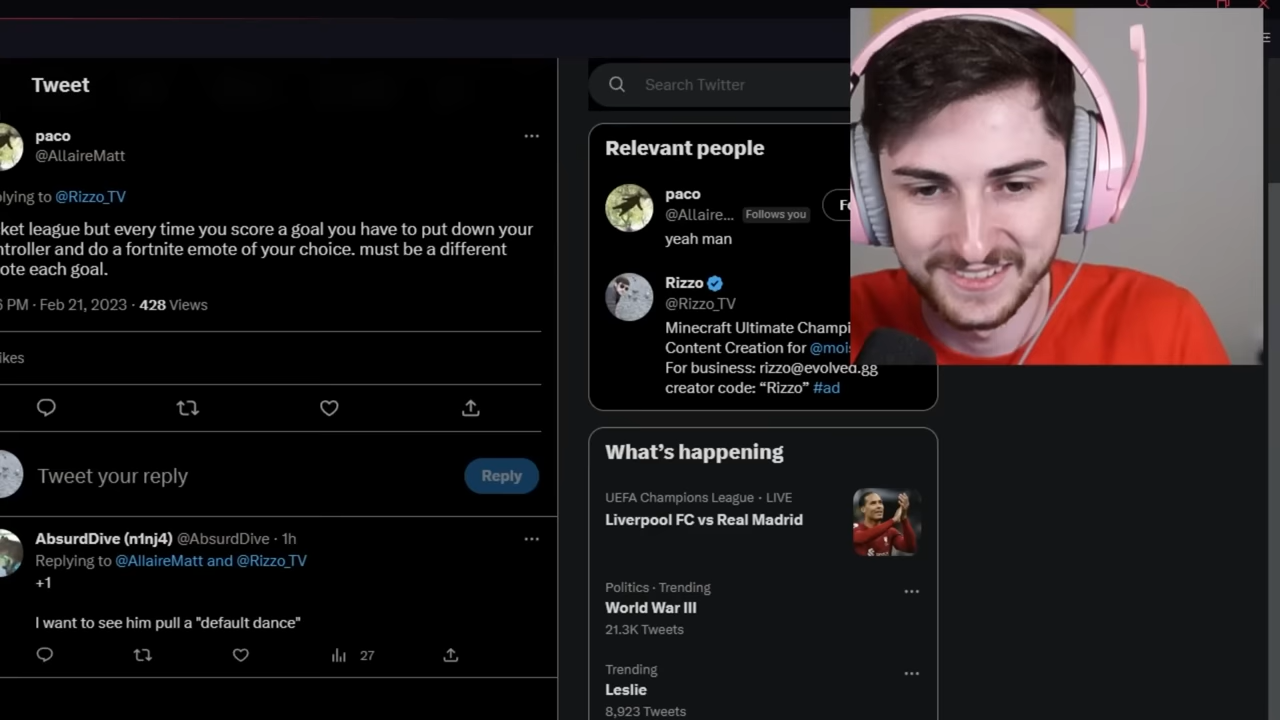 Tweet
paco
@AllaireMatt
lying to @Rizzo_TV
ket league but every time you score a goal you have to put down your
ntroller and do a fortnite emote of your choice. must be a different
ote each goal.
6 PM · Feb 21, 2023 · 428 Views
ikes
Tweet your reply
Reply
AbsurdDive (n1nj4) @AbsurdDive · 1h
Replying to @AllaireMatt and @Rizzo_TV
+1
I want to see him pull a "default dance"
27
Search Twitter
Relevant people
paco
@Allaire... Follows you
Fo
yeah man
Rizzo
@Rizzo_TV
Minecraft Ultimate Champi
Content Creation for @mois
For business: rizzo@evolved.gg
creator code: “Rizzo” #ad
What’s happening
UEFA Champions League · LIVE
Liverpool FC vs Real Madrid
Politics · Trending
World War III
21.3K Tweets
Trending
Leslie
8,923 Tweets